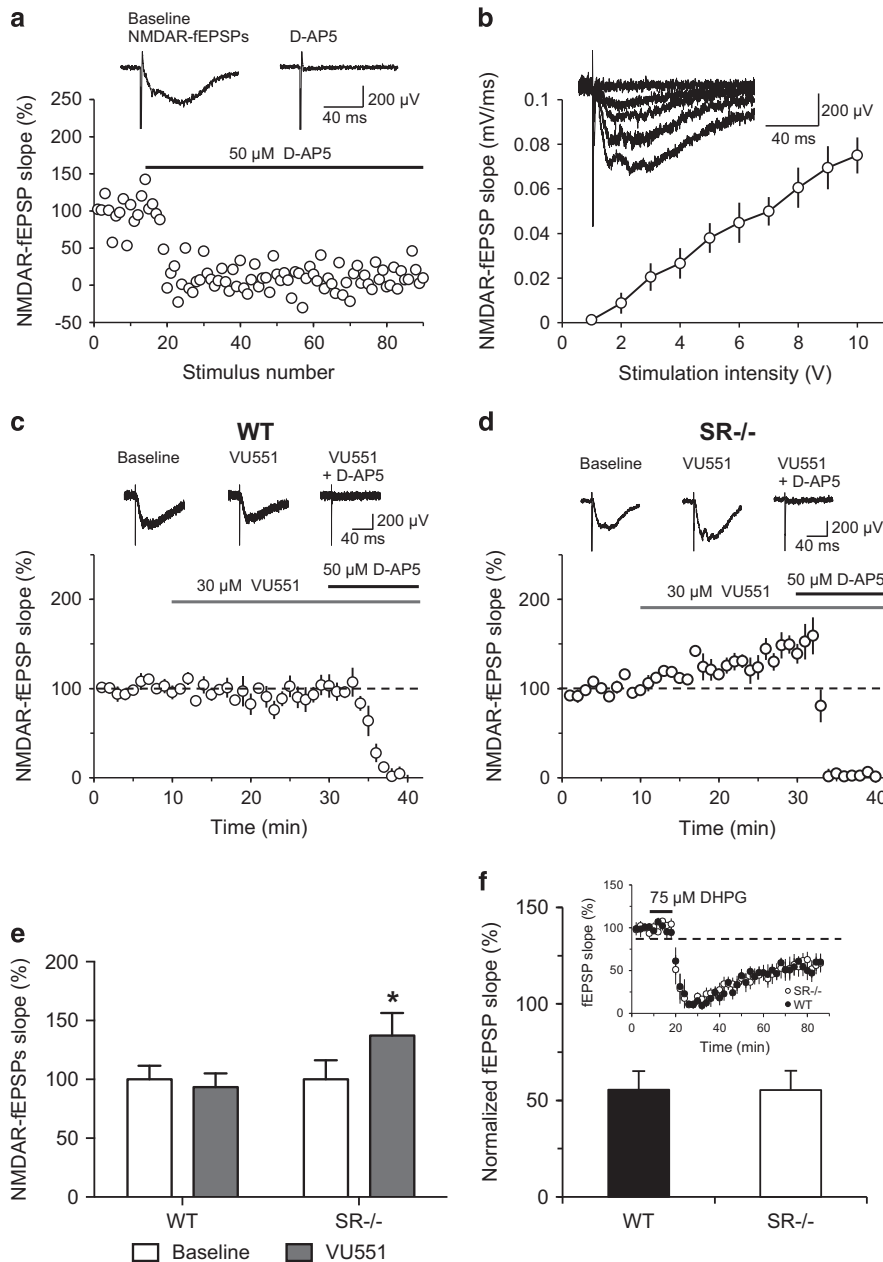 a
Baseline
NMDAR-fEPSPs
D-AP5
200 µV
40 ms
50 µM D-AP5
NMDAR-fEPSP slope (%)
250
200
150
100
50
0
-50
0 20 40 60 80
Stimulus number
b
200 µV
40 ms
NMDAR-fEPSP slope (mV/ms)
0.1
0.08
0.06
0.04
0.02
0
0 2 4 6 8 10
Stimulation intensity (V)
c
WT
Baseline
VU551
VU551
+ D-AP5
200 µV
40 ms
50 µM D-AP5
30 µM VU551
NMDAR-fEPSP slope (%)
200
100
0
0 10 20 30 40
Time (min)
d
SR-/-
Baseline
VU551
VU551
+ D-AP5
200 µV
40 ms
50 µM D-AP5
30 µM VU551
NMDAR-fEPSP slope (%)
200
100
0
0 10 20 30 40
Time (min)
e
NMDAR-fEPSPs slope (%)
200
150
100
50
0
*
WT
SR-/-
Baseline
VU551
f
Normalized fEPSP slope (%)
150
100
50
0
75 µM DHPG
fEPSP slope (%)
150
100
50
0
SR-/-
WT
0 20 40 60 80
Time (min)
WT
SR-/-